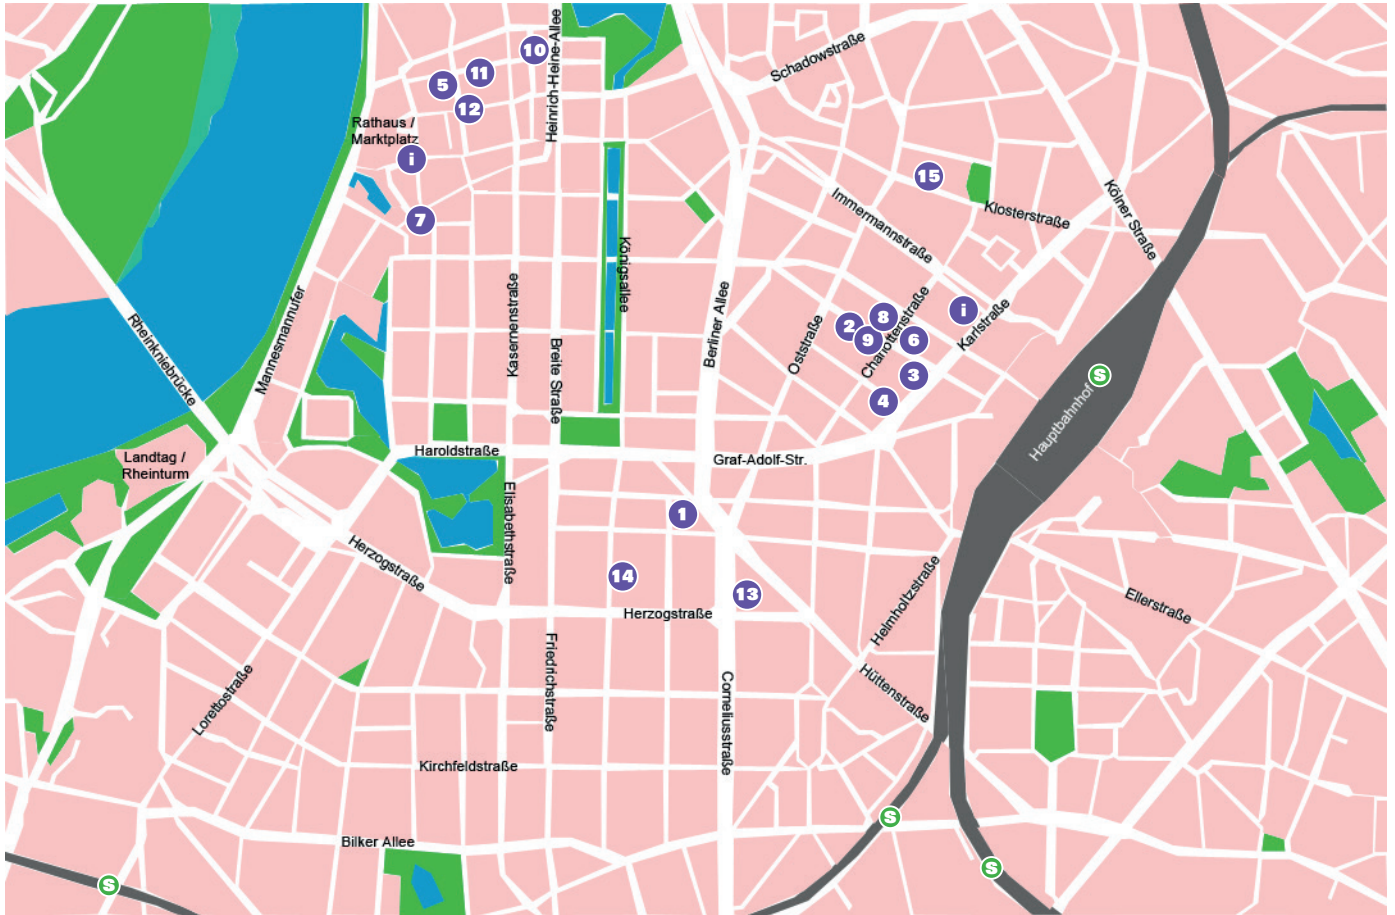 Heinrich-Heine-Allee
Schadowstraße
10
11
5
12
Rathaus /
Marktplatz
i
15
7
Immermannstraße
Klosterstraße
Kölner Straße
Königsallee
Mannesmannufer
Kasernenstraße
Berliner Allee
Rheinkniebrücke
Breite Straße
Oststraße
Charlottenstraße
Karlstraße
i
8
2
9
6
3
4
S
Hauptbahnhof
Haroldstraße
Graf-Adolf-Str.
Landtag /
Rheinturm
Elisabethstraße
1
Herzogstraße
14
13
Herzogstraße
Helmholtzstraße
Ellerstraße
Lorettostraße
Friedrichstraße
Corneliusstraße
Hüttenstraße
Kirchfeldstraße
S
Bilker Allee
S
S